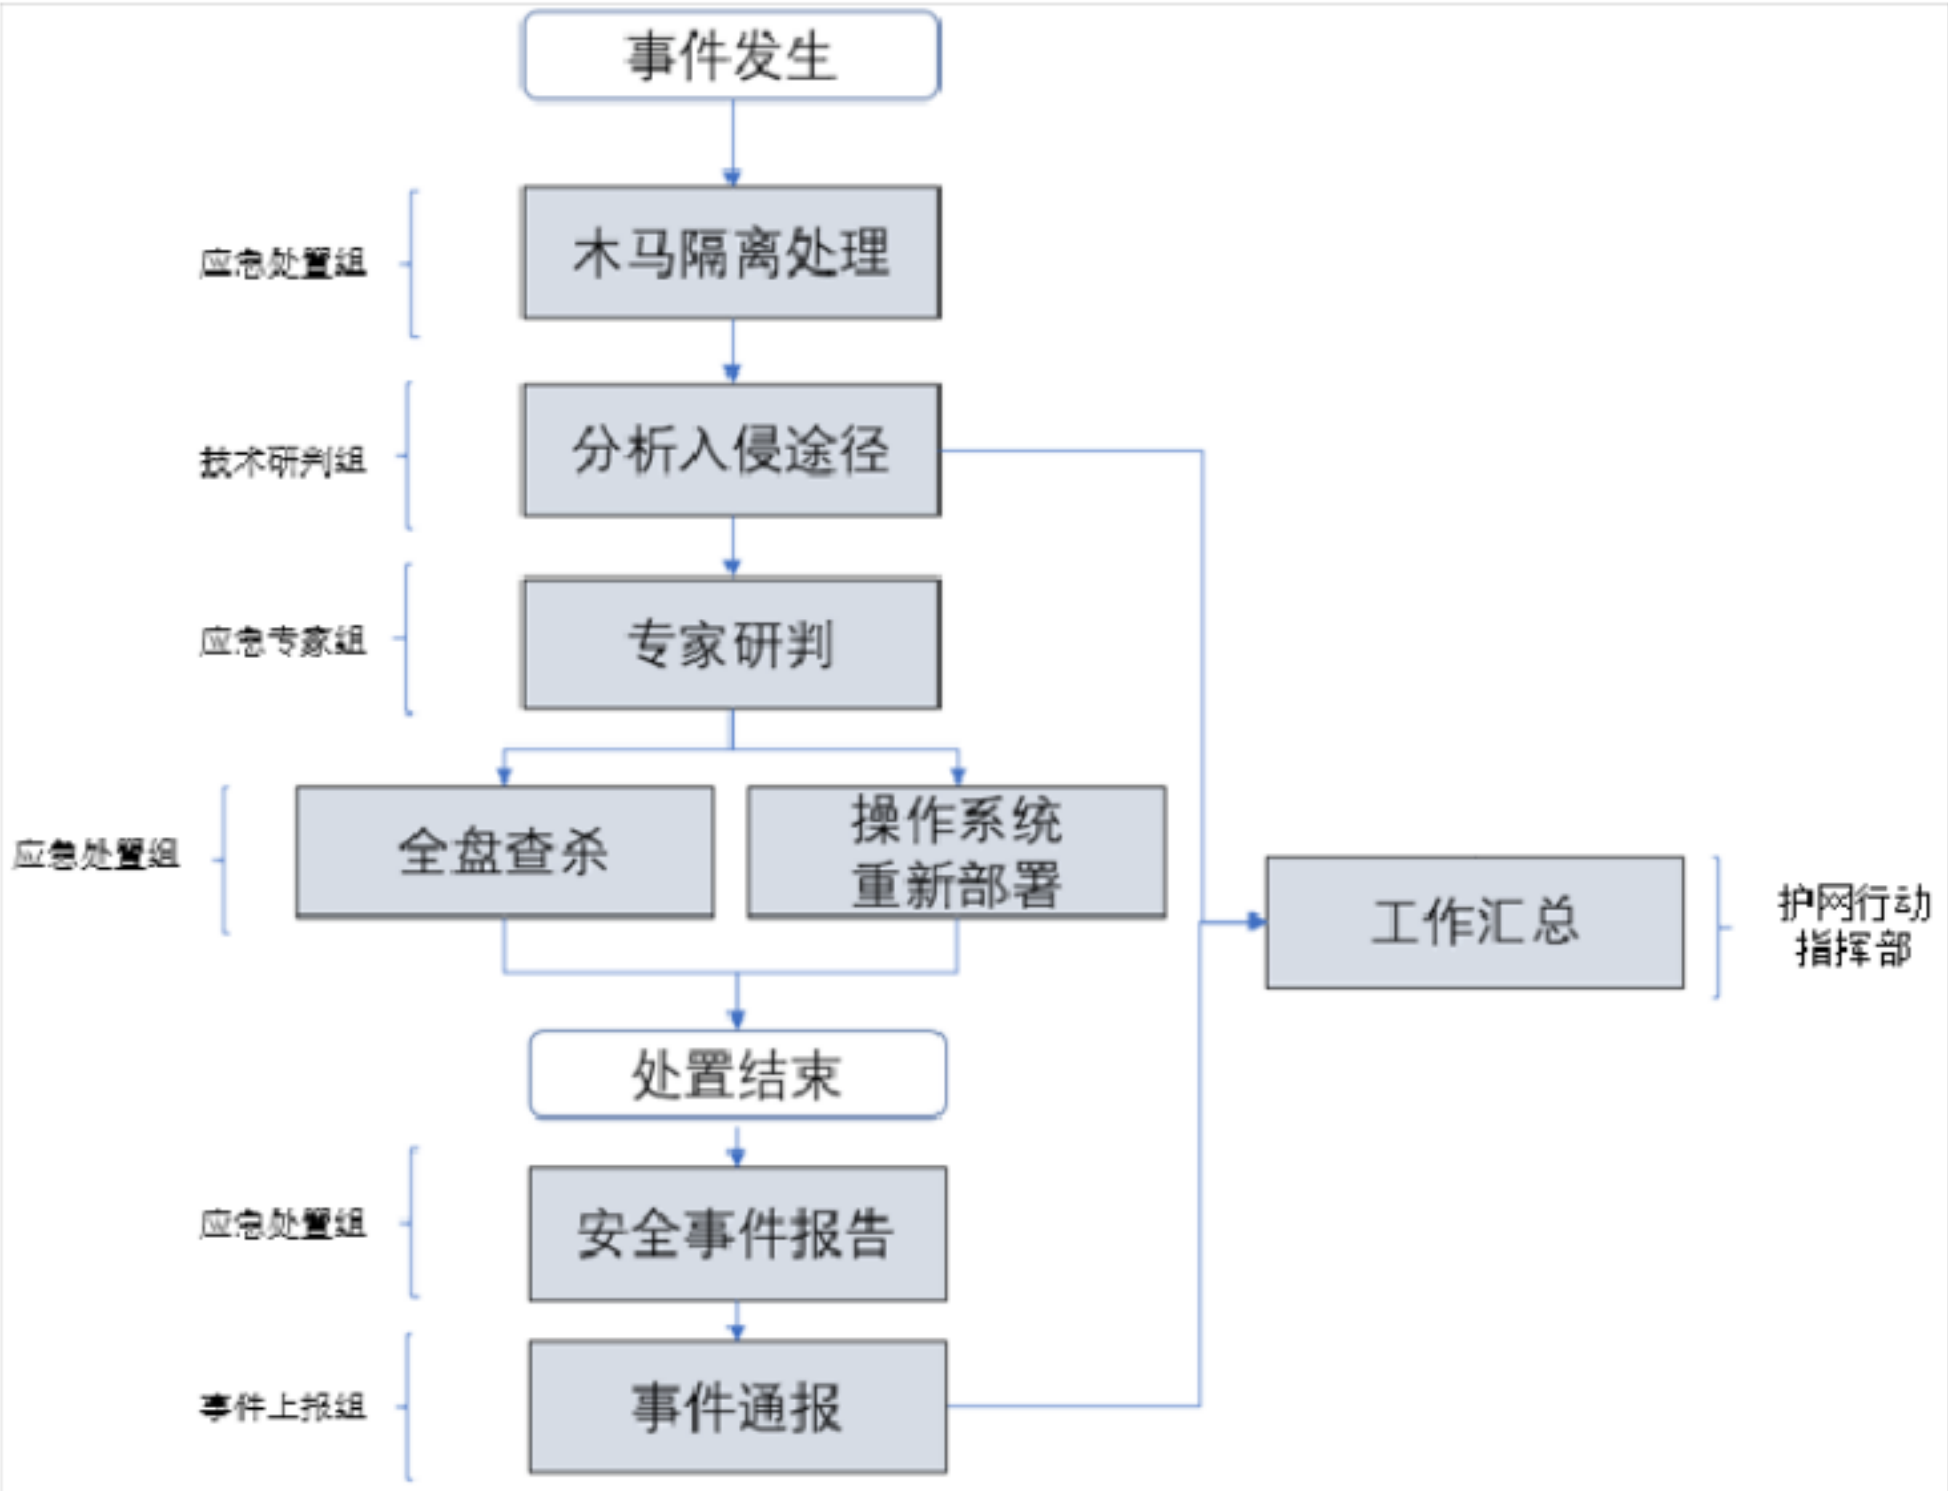 事件发生
应急处置组
木马隔离处理
技术研判组
分析入侵途径
应急专家组
专家研判
应急处置组
全盘查杀
操作系统
重新部署
工作汇总
护网行动
指挥部
处置结束
应急处置组
安全事件报告
事件上报组
事件通报